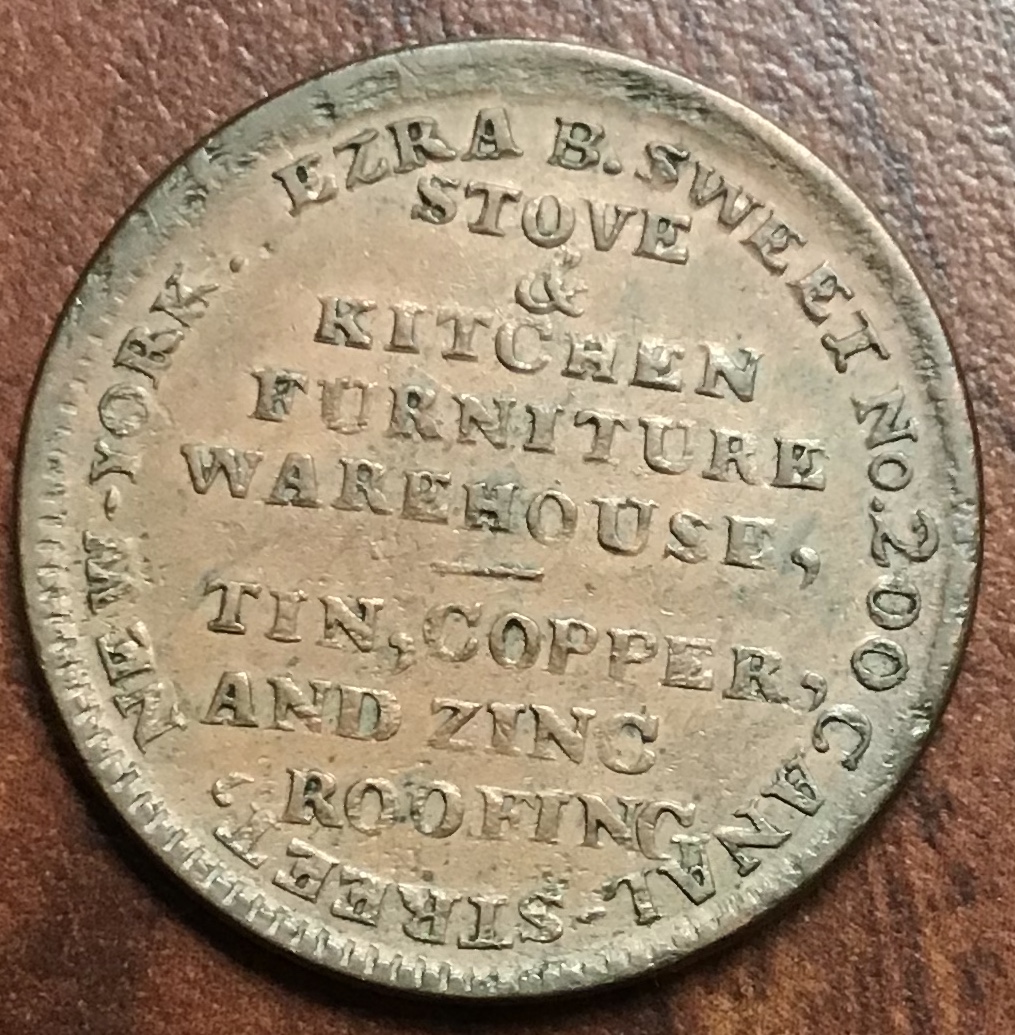 EZRA B. SWEET No. 200 CANAL-STREET, NEW-YORK...
STOVE
&
KITCHEN
FURNITURE
WAREHOUSE,
TIN, COPPER,
AND ZINC
ROOFING